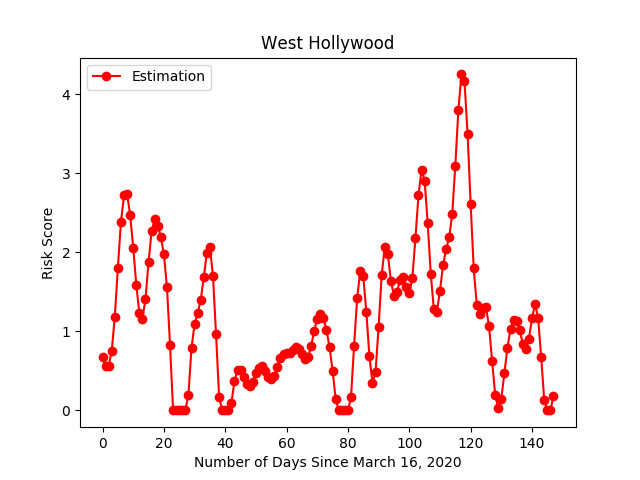 West Hollywood
Estimation
Risk Score
4
3
2
1
0
0 20 40 60 80 100 120 140
Number of Days Since March 16, 2020